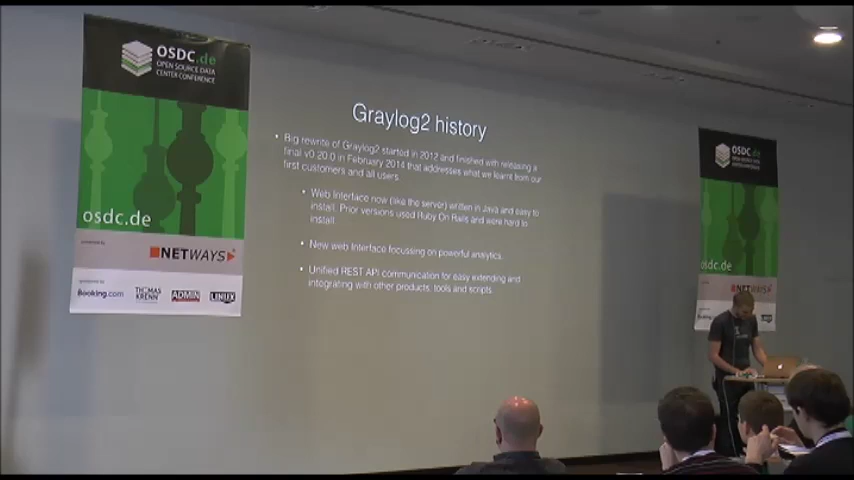 OSDC.de
OPEN SOURCE DATA
CENTER CONFERENCE
osdc.de
presented by
NETWAYS
sponsored by
Booking.com
THOMAS
KRENN
ADMIN
LINUX
Graylog2 history
• Big rewrite of Graylog2 started in 2012 and finished with releasing a
final v0.20.0 in February 2014 that addresses what we learnt from our
first customers and all users.
• Web Interface now (like the server) written in Java and easy to
install. Prior versions used Ruby On Rails and were hard to
install.
• New web Interface focussing on powerful analytics.
• Unified REST API communication for easy extending and
integrating with other products, tools and scripts.
OSDC.de
osdc.de
NETWAYS